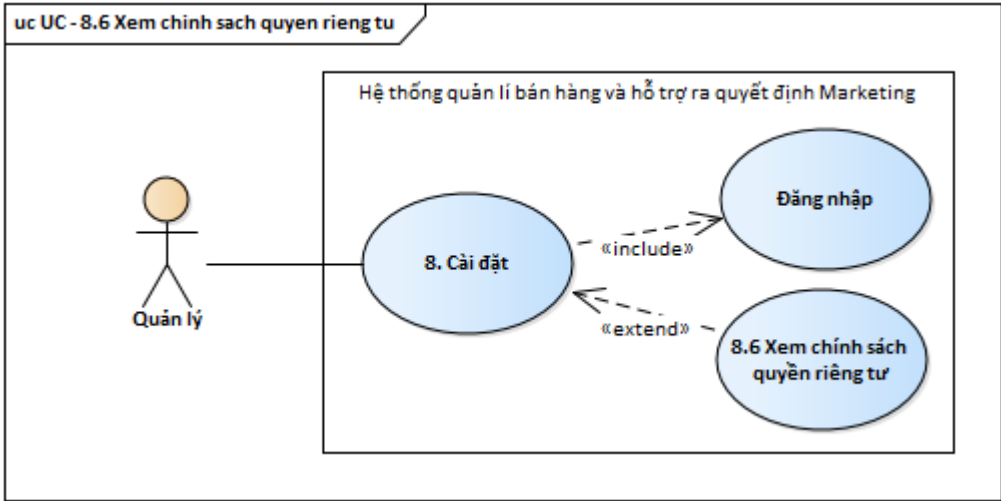 uc UC - 8.6 Xem chinh sach quyen rieng tu
Hệ thống quản lí bán hàng và hỗ trợ ra quyết định Marketing
Đăng nhập
8. Cài đặt
«include»
Quản lý
«extend»
8.6 Xem chính sách
quyền riêng tư